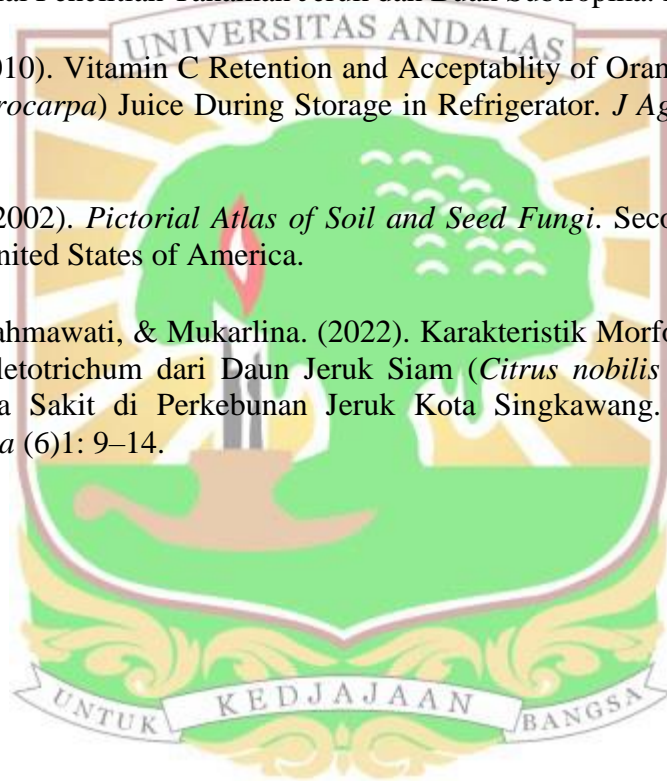 UNIVERSITAS ANDALAS
010). Vitamin C Retention and Acceptablity of Oran
rocarpa) Juice During Storage in Refrigerator. J Ag
2002). Pictorial Atlas of Soil and Seed Fungi. Seco
nited States of America.
ahmawati, & Mukarlina. (2022). Karakteristik Morfo
letotrichum dari Daun Jeruk Siam (Citrus nobilis
a Sakit di Perkebunan Jeruk Kota Singkawang.
a (6)1: 9–14.
UNTUK KEDJAJAAN BANGSA